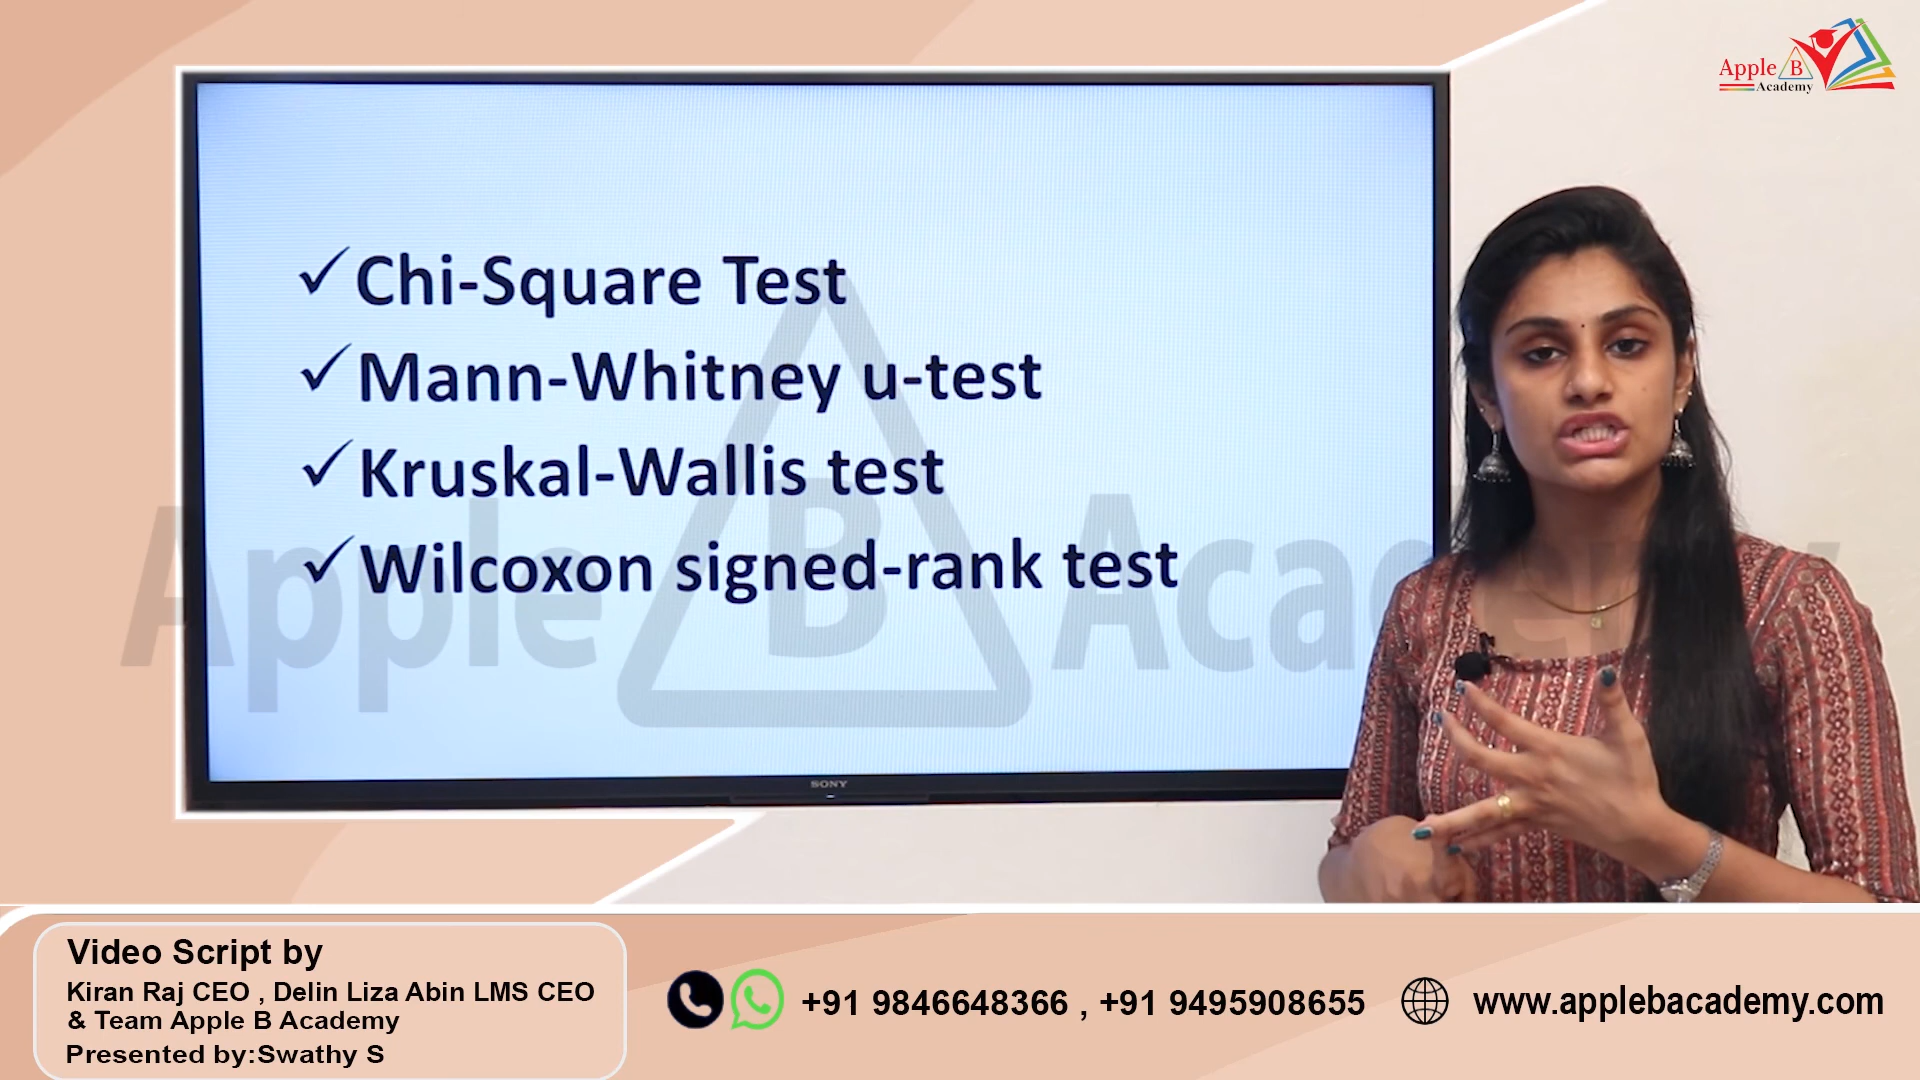 Apple B
Academy
✓Chi-Square Test
✓Mann-Whitney u-test
✓Kruskal-Wallis test
✓Wilcoxon signed-rank test
Apple B Academy
SONY
Video Script by
Kiran Raj CEO , Delin Liza Abin LMS CEO
& Team Apple B Academy
Presented by:Swathy S
+91 9846648366 , +91 9495908655
www.applebacademy.com